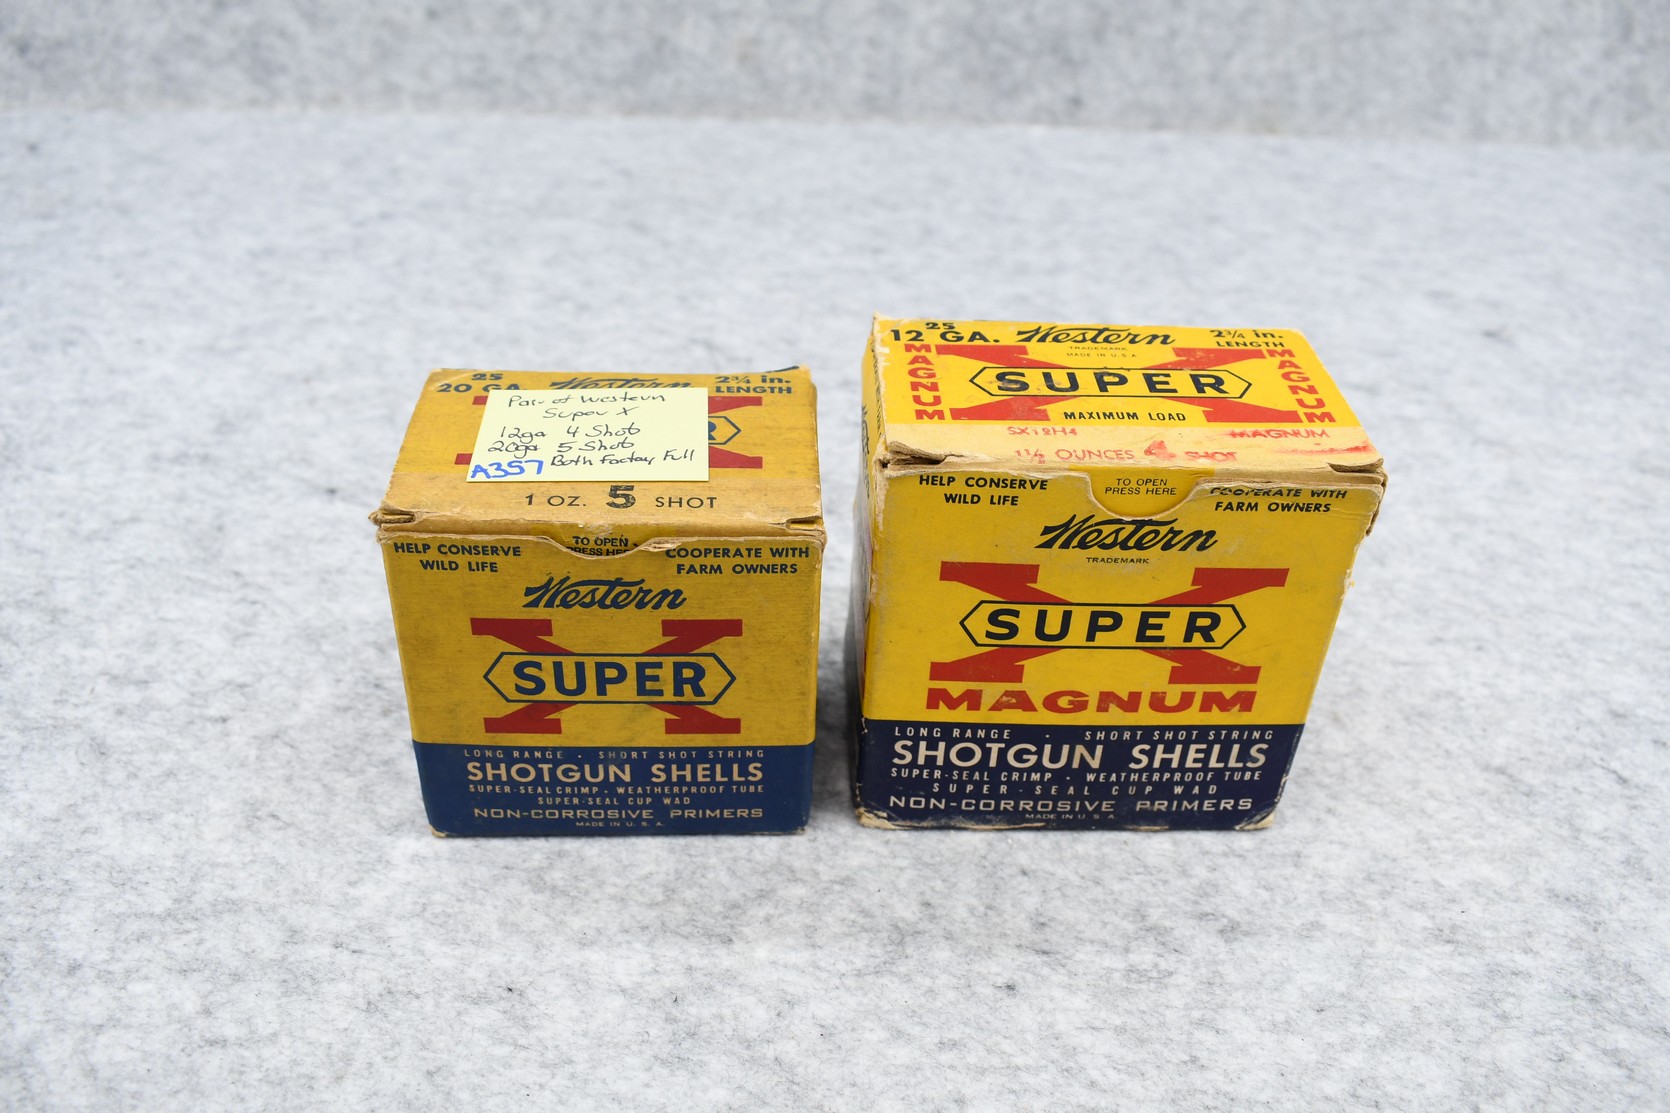 25
20 GA.
Western
2¾ in.
LENGTH
Pair of Western
Super X
12ga 4 Shot
20ga 5 Shot
A357 Both Factory Full
1 OZ. 5 SHOT
HELP CONSERVE
WILD LIFE
TO OPEN
PRESS HERE
COOPERATE WITH
FARM OWNERS
Western
X
SUPER
LONG RANGE · SHORT SHOT STRING
SHOTGUN SHELLS
SUPER-SEAL CRIMP · WEATHERPROOF TUBE
SUPER-SEAL CUP WAD
NON-CORROSIVE PRIMERS
MADE IN U. S. A.
25
12 GA.
Western
TRADEMARK
MADE IN U.S.A.
2¾ in.
LENGTH
MAGNUM
X
SUPER
MAGNUM
MAXIMUM LOAD
SX12H4
MAGNUM
1½ OUNCES 4 SHOT
HELP CONSERVE
WILD LIFE
TO OPEN
PRESS HERE
COOPERATE WITH
FARM OWNERS
Western
TRADEMARK
X
SUPER
MAGNUM
LONG RANGE · SHORT SHOT STRING
SHOTGUN SHELLS
SUPER-SEAL CRIMP · WEATHERPROOF TUBE
SUPER-SEAL CUP WAD
NON-CORROSIVE PRIMERS
MADE IN U. S. A.